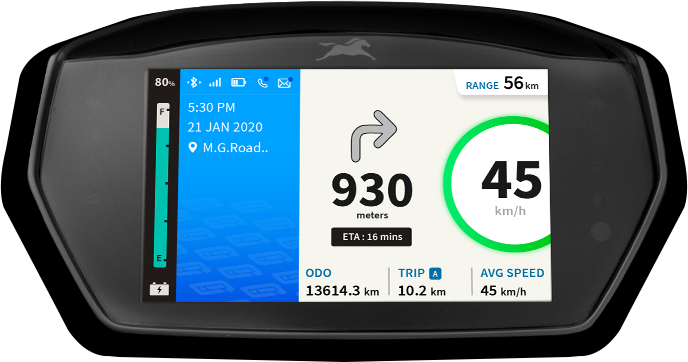 80%
F
E
5:30 PM
21 JAN 2020
M.G.Road..
930
meters
ETA : 16 mins
RANGE 56 km
45
km/h
ODO
13614.3 km
TRIP A
10.2 km
AVG SPEED
45 km/h